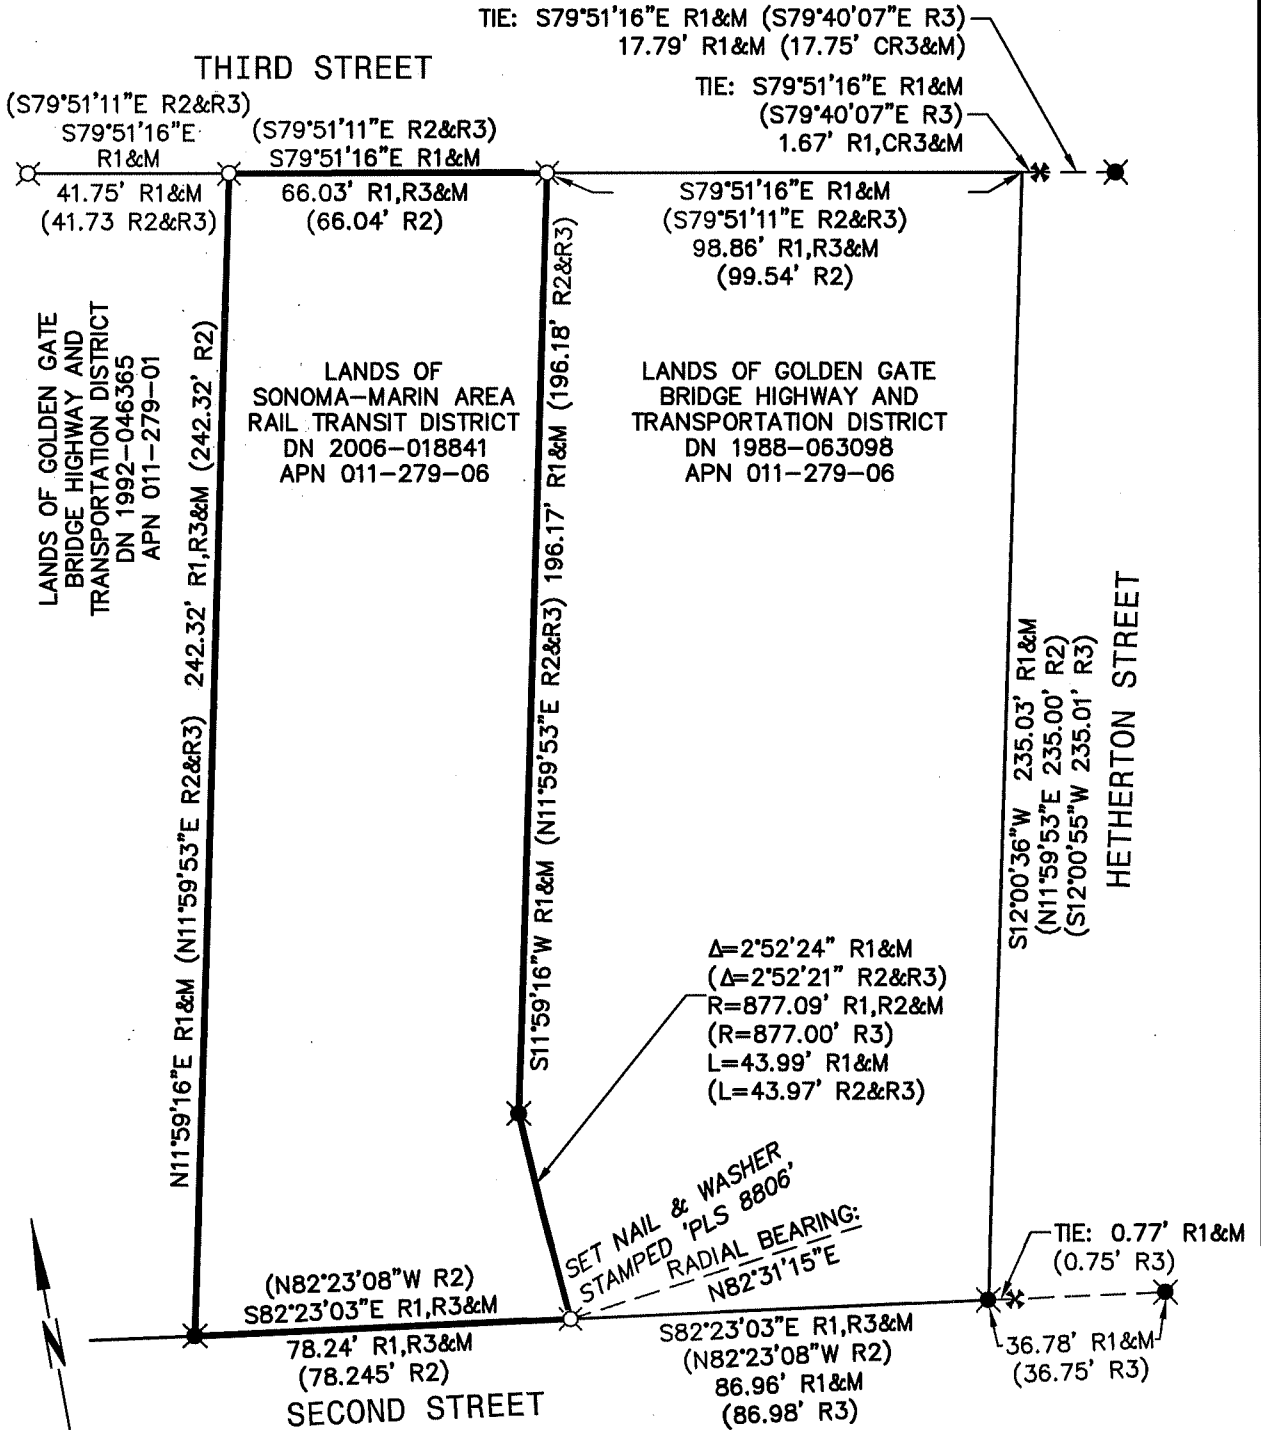 TIE: S79°51'16"E R1&M (S79°40'07"E R3)
17.79' R1&M (17.75' CR3&M)
THIRD STREET
TIE: S79°51'16"E R1&M
(S79°40'07"E R3)
1.67' R1,CR3&M
(S79°51'11"E R2&R3)
S79°51'16"E
R1&M
41.75' R1&M
(41.73 R2&R3)
(S79°51'11"E R2&R3)
S79°51'16"E R1&M
66.03' R1,R3&M
(66.04' R2)
S79°51'16"E R1&M
(S79°51'11"E R2&R3)
98.86' R1,R3&M
(99.54' R2)
LANDS OF GOLDEN GATE
BRIDGE HIGHWAY AND
TRANSPORTATION DISTRICT
DN 1992-046365
APN 011-279-01
N11°59'16"E R1&M (N11°59'53"E R2&R3) 242.32' R1,R3&M (242.32' R2)
LANDS OF
SONOMA-MARIN AREA
RAIL TRANSIT DISTRICT
DN 2006-018841
APN 011-279-06
S11°59'16"W R1&M (N11°59'53"E R2&R3) 196.17' R1&M (196.18' R2&R3)
LANDS OF GOLDEN GATE
BRIDGE HIGHWAY AND
TRANSPORTATION DISTRICT
DN 1988-063098
APN 011-279-06
S12°00'36"W 235.03' R1&M
(N11°59'53"E 235.00' R2)
(S12°00'55"W 235.01' R3)
HETHERTON STREET
Δ=2°52'24" R1&M
(Δ=2°52'21" R2&R3)
R=877.09' R1,R2&M
(R=877.00' R3)
L=43.99' R1&M
(L=43.97' R2&R3)
SET NAIL & WASHER
STAMPED 'PLS 8806'
RADIAL BEARING:
N82°31'15"E
TIE: 0.77' R1&M
(0.75' R3)
36.78' R1&M
(36.75' R3)
(N82°23'08"W R2)
S82°23'03"E R1,R3&M
78.24' R1,R3&M
(78.245' R2)
S82°23'03"E R1,R3&M
(N82°23'08"W R2)
86.96' R1&M
(86.98' R3)
SECOND STREET
N